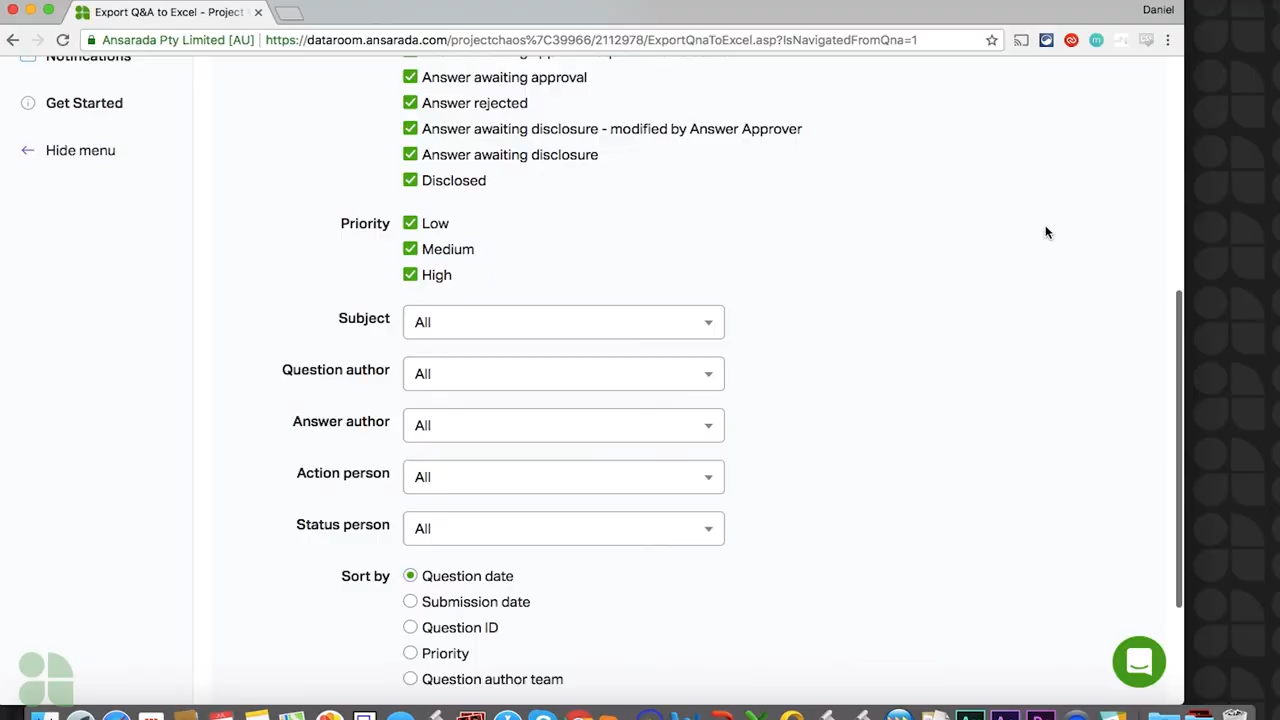 Export Q&A to Excel - Project
Daniel
Ansarada Pty Limited [AU]
https://dataroom.ansarada.com/projectchaos%7C39966/2112978/ExportQnaToExcel.asp?IsNavigatedFromQna=1
Notifications
Get Started
Hide menu
Answer awaiting approval
Answer rejected
Answer awaiting disclosure - modified by Answer Approver
Answer awaiting disclosure
Disclosed
Priority
Low
Medium
High
Subject
All
Question author
All
Answer author
All
Action person
All
Status person
All
Sort by
Question date
Submission date
Question ID
Priority
Question author team